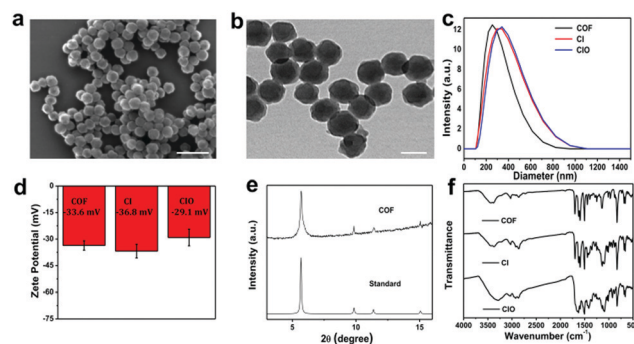 a
b
c
COF
CI
CIO
Intensity (a.u.)
12
10
8
6
4
2
0
0 200 400 600 800 1000 1200 1400
Diameter (nm)
d
COF
-33.6 mV
CI
-36.8 mV
CIO
-29.1 mV
Zete Potential (mV)
0
-15
-30
-45
-60
-75
e
COF
Standard
Intensity (a.u.)
5 10 15
2θ (degree)
f
COF
CI
CIO
Transmittance
4000 3500 3000 2500 2000 1500 1000 500
Wavenumber (cm⁻¹)